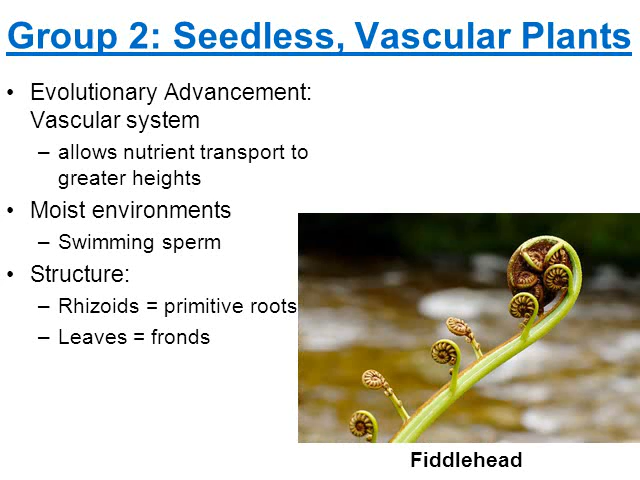 Group 2: Seedless, Vascular Plants
• Evolutionary Advancement:
Vascular system
– allows nutrient transport to
greater heights
• Moist environments
– Swimming sperm
• Structure:
– Rhizoids = primitive roots
– Leaves = fronds
Fiddlehead